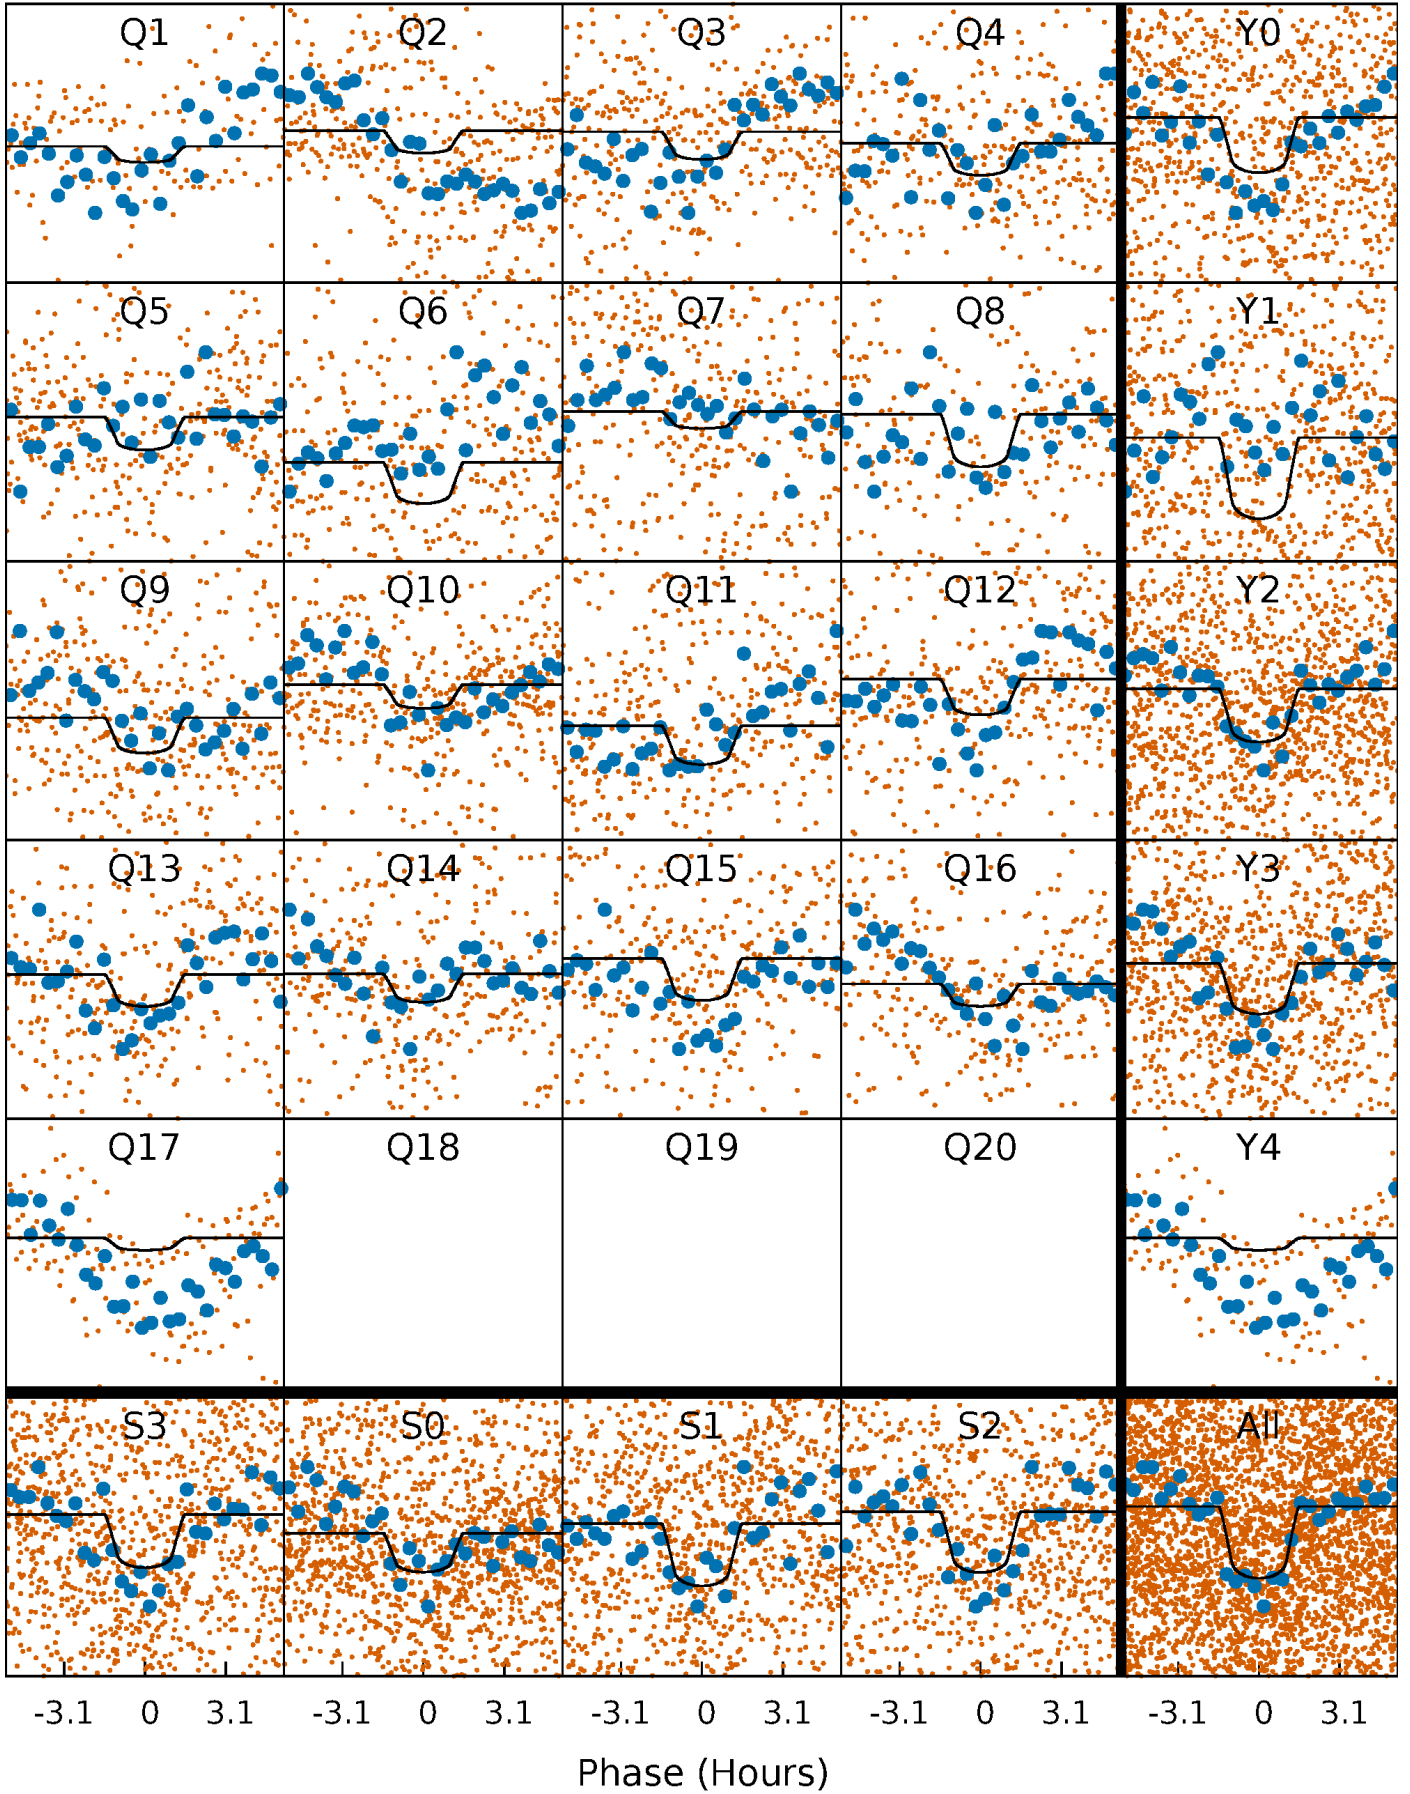 Q1 Q2 Q3 Q4 Y0
Q5 Q6 Q7 Q8 Y1
Q9 Q10 Q11 Q12 Y2
Q13 Q14 Q15 Q16 Y3
Q17 Q18 Q19 Q20 Y4
S3 S0 S1 S2 All
-3.1 0 3.1 -3.1 0 3.1 -3.1 0 3.1 -3.1 0 3.1 -3.1 0 3.1
Phase (Hours)